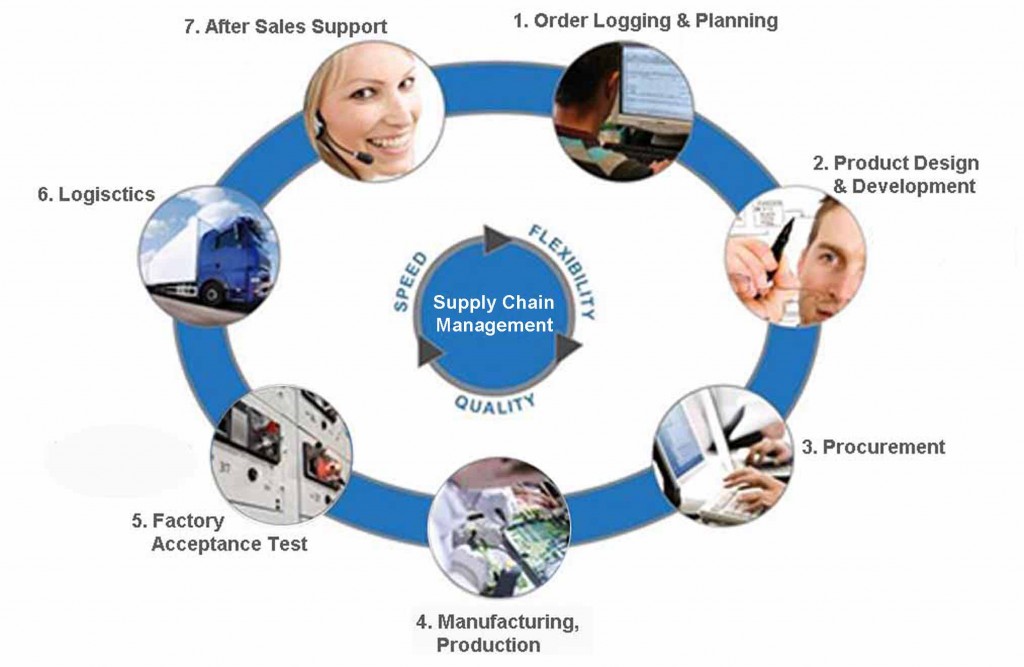 7. After Sales Support
1. Order Logging & Planning
2. Product Design
& Development
6. Logisctics
SPEED
FLEXIBILITY
Supply Chain
Management
QUALITY
3. Procurement
5. Factory
Acceptance Test
4. Manufacturing,
Production
37